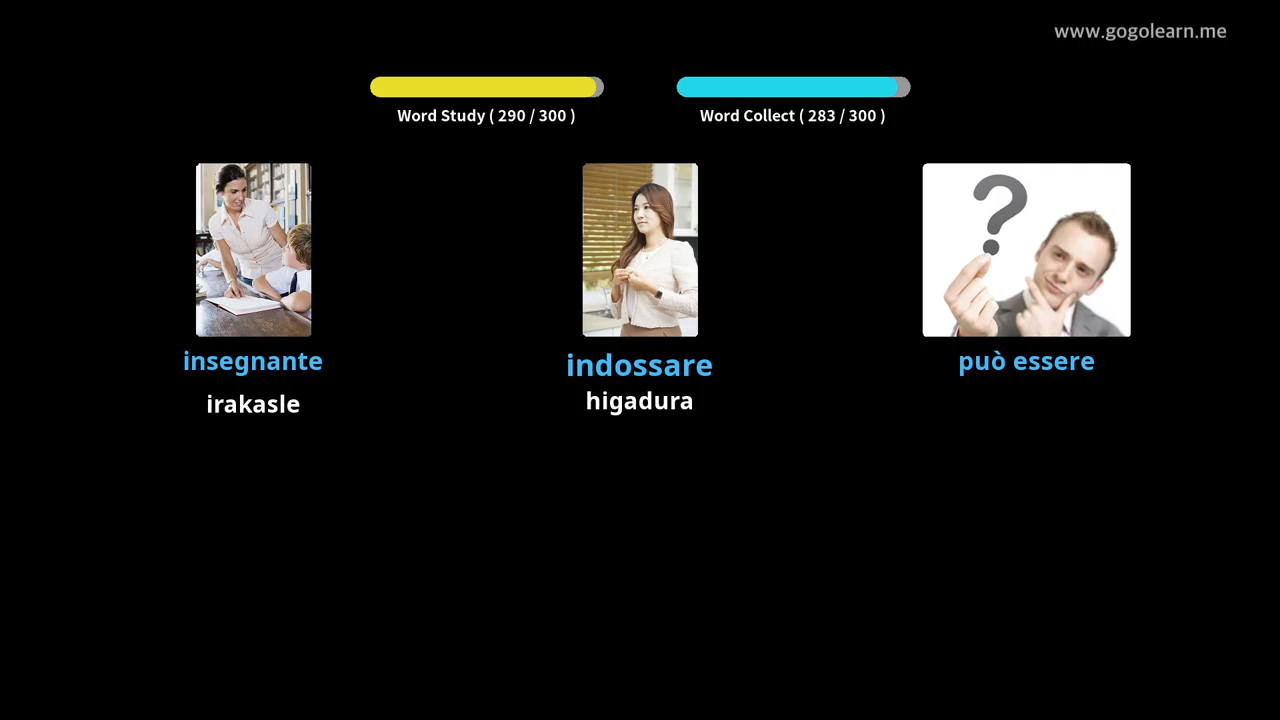 www.gogolearn.me
Word Study ( 290 / 300 )
Word Collect ( 283 / 300 )
insegnante
irakasle
indossare
higadura
può essere